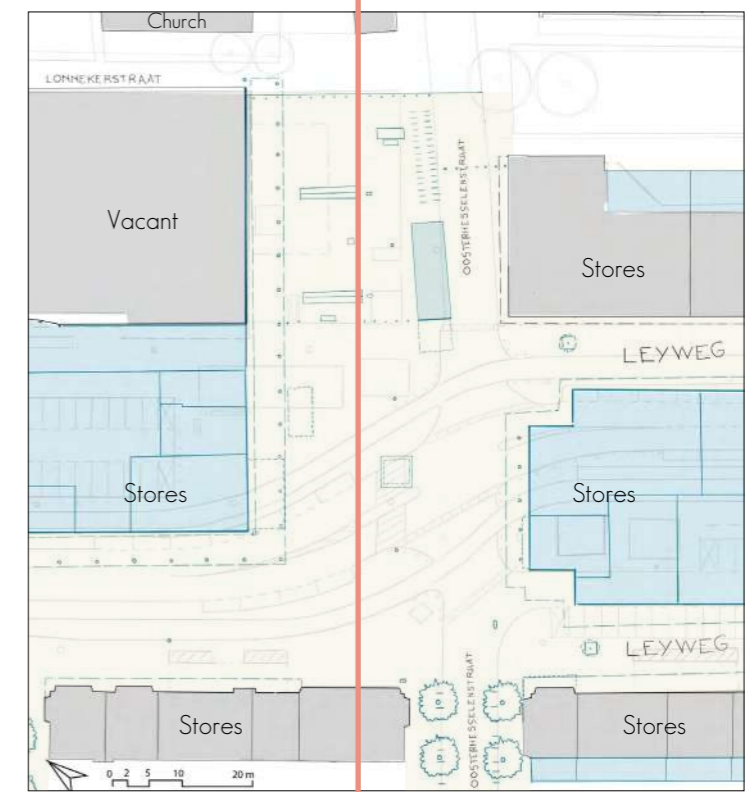 Church
LONNEKERSTRAAT
OOSTERHESSELENSTRAAT
Vacant
Stores
LEYWEG
Stores
Stores
LEYWEG
OOSTERHESSELENSTRAAT
Stores
Stores
0 2 5 10 20 m